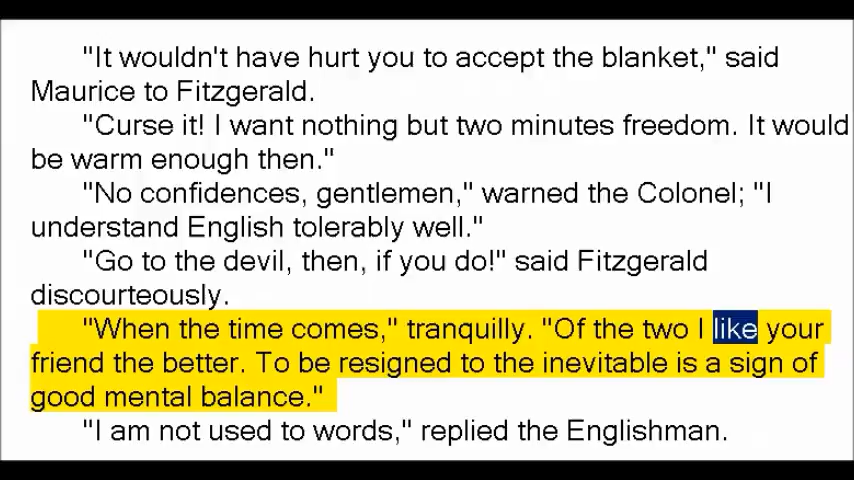 "It wouldn't have hurt you to accept the blanket," said
Maurice to Fitzgerald.
"Curse it! I want nothing but two minutes freedom. It would
be warm enough then."
"No confidences, gentlemen," warned the Colonel; "I
understand English tolerably well."
"Go to the devil, then, if you do!" said Fitzgerald
discourteously.
"When the time comes," tranquilly. "Of the two I like your
friend the better. To be resigned to the inevitable is a sign of
good mental balance."
"I am not used to words," replied the Englishman.